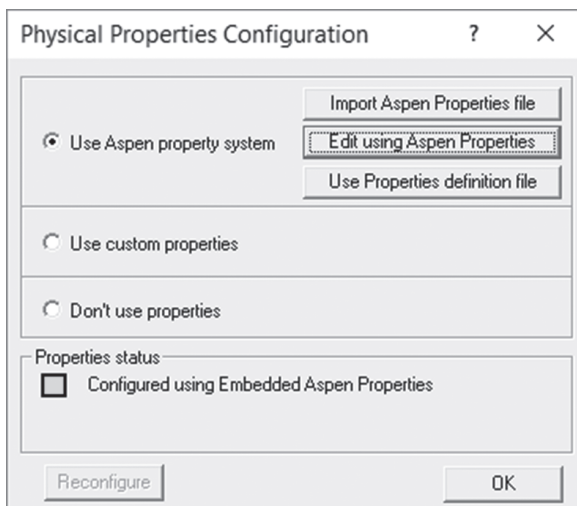 Physical Properties Configuration ?
Import Aspen Properties file
Use Aspen property system
Edit using Aspen Properties
Use Properties definition file
Use custom properties
Don't use properties
Properties status
Configured using Embedded Aspen Properties
Reconfigure
OK